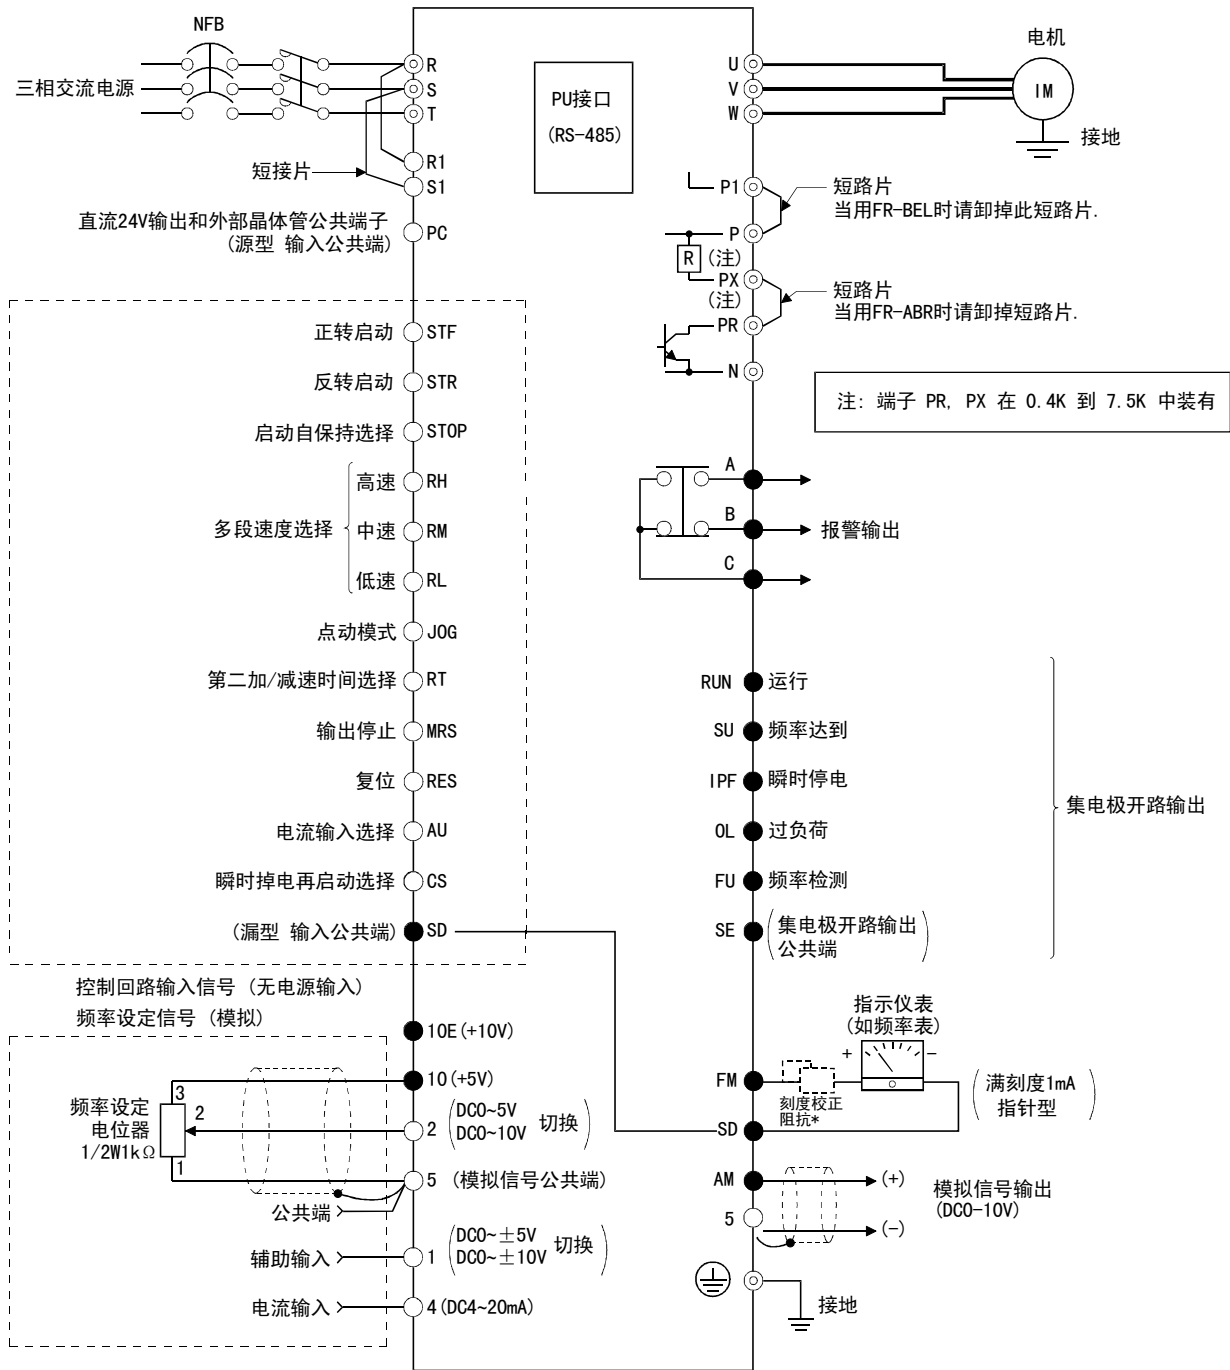 NFB
三相交流电源
R
S
T
短接片
R1
S1
直流24V输出和外部晶体管公共端子
(源型 输入公共端)
PC
正转启动 STF
反转启动 STR
启动自保持选择 STOP
多段速度选择
高速 RH
中速 RM
低速 RL
点动模式 JOG
第二加/减速时间选择 RT
输出停止 MRS
复位 RES
电流输入选择 AU
瞬时掉电再启动选择 CS
(漏型 输入公共端) SD
控制回路输入信号 (无电源输入)
频率设定信号 (模拟)
10E(+10V)
10(+5V)
频率设定
电位器
1/2W1kΩ
3
2
1
2
DC0~5V
DC0~10V
切换
5 (模拟信号公共端)
公共端
辅助输入
1
DC0~±5V
DC0~±10V
切换
电流输入
4(DC4~20mA)
PU接口
(RS-485)
U
V
W
电机
IM
接地
P1
短路片
当用FR-BEL时请卸掉此短路片.
P
R
(注)
PX
(注)
短路片
当用FR-ABR时请卸掉短路片.
PR
N
注: 端子 PR, PX 在 0.4K 到 7.5K 中装有
A
B
报警输出
C
RUN 运行
SU 频率达到
IPF 瞬时停电
OL 过负荷
FU 频率检测
SE
集电极开路输出
公共端
集电极开路输出
指示仪表
(如频率表)
+
-
FM
刻度校正
阻抗*
满刻度1mA
指针型
SD
AM
(+)
5
(-)
模拟信号输出
(DC0-10V)
接地